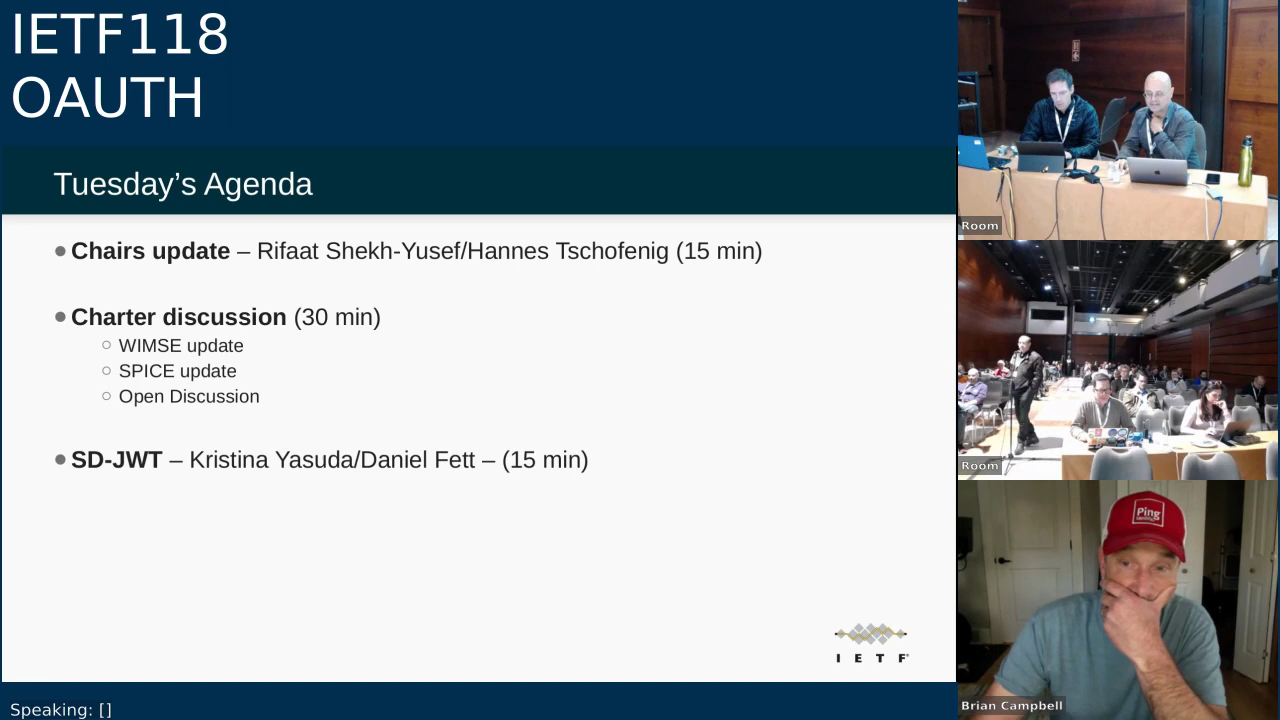 IETF118
OAUTH
Tuesday’s Agenda
Chairs update – Rifaat Shekh-Yusef/Hannes Tschofenig (15 min)
Charter discussion (30 min)
WIMSE update
SPICE update
Open Discussion
SD-JWT – Kristina Yasuda/Daniel Fett – (15 min)
I E T F
Speaking: []
Room
Room
Ping
Identity
Brian Campbell